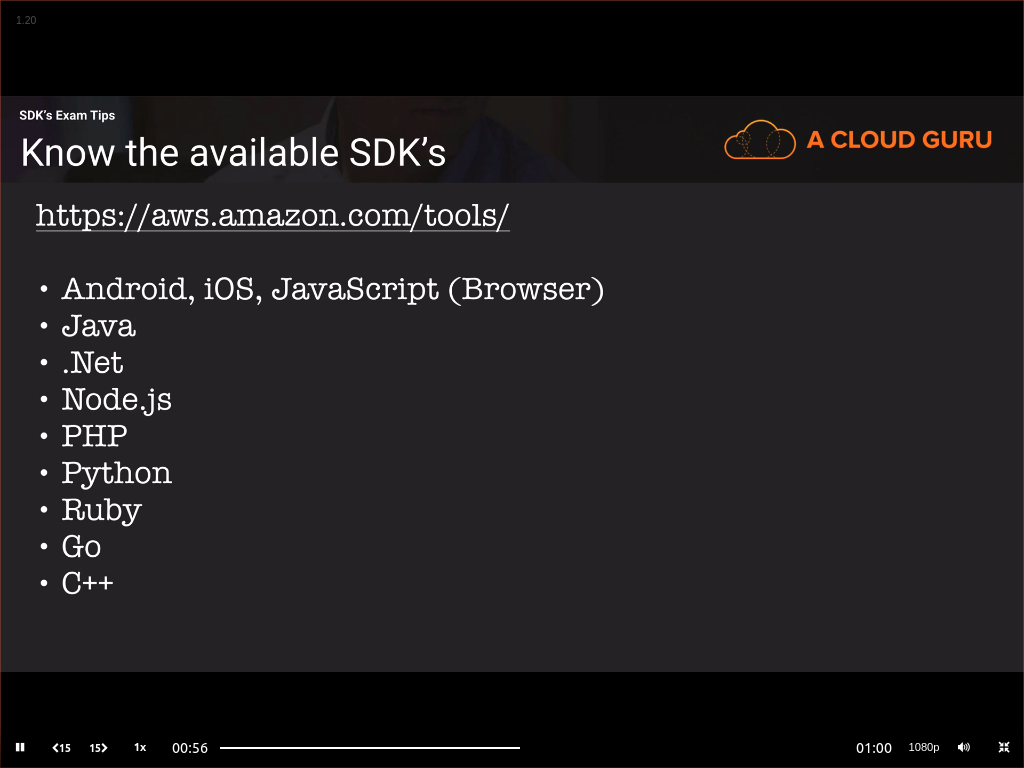 1.20
SDK’s Exam Tips
Know the available SDK’s
A CLOUD GURU
https://aws.amazon.com/tools/
• Android, iOS, JavaScript (Browser)
• Java
• .Net
• Node.js
• PHP
• Python
• Ruby
• Go
• C++
15 15 1x 00:56 01:00 1080p